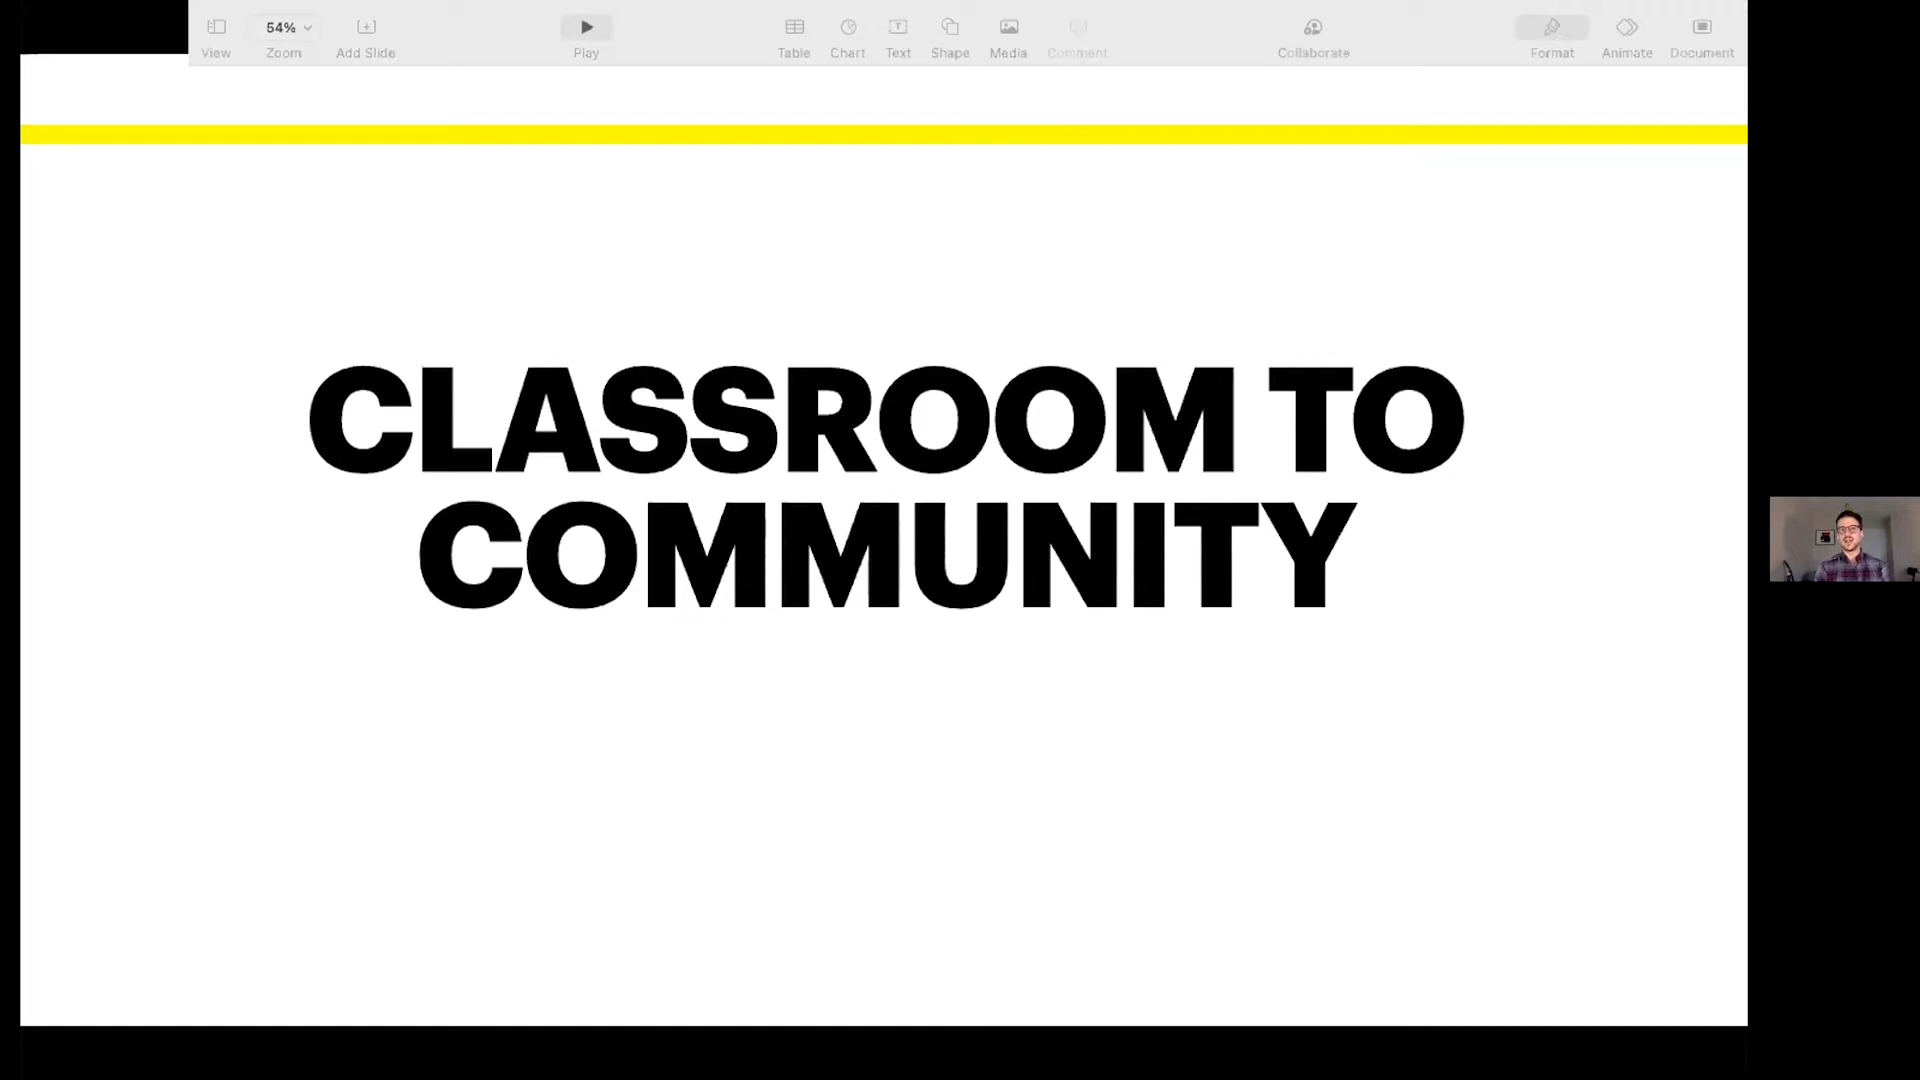 54%
View
Zoom
Add Slide
Play
Table
Chart
Text
Shape
Media
Comment
Collaborate
Format
Animate
Document
CLASSROOM TO
COMMUNITY